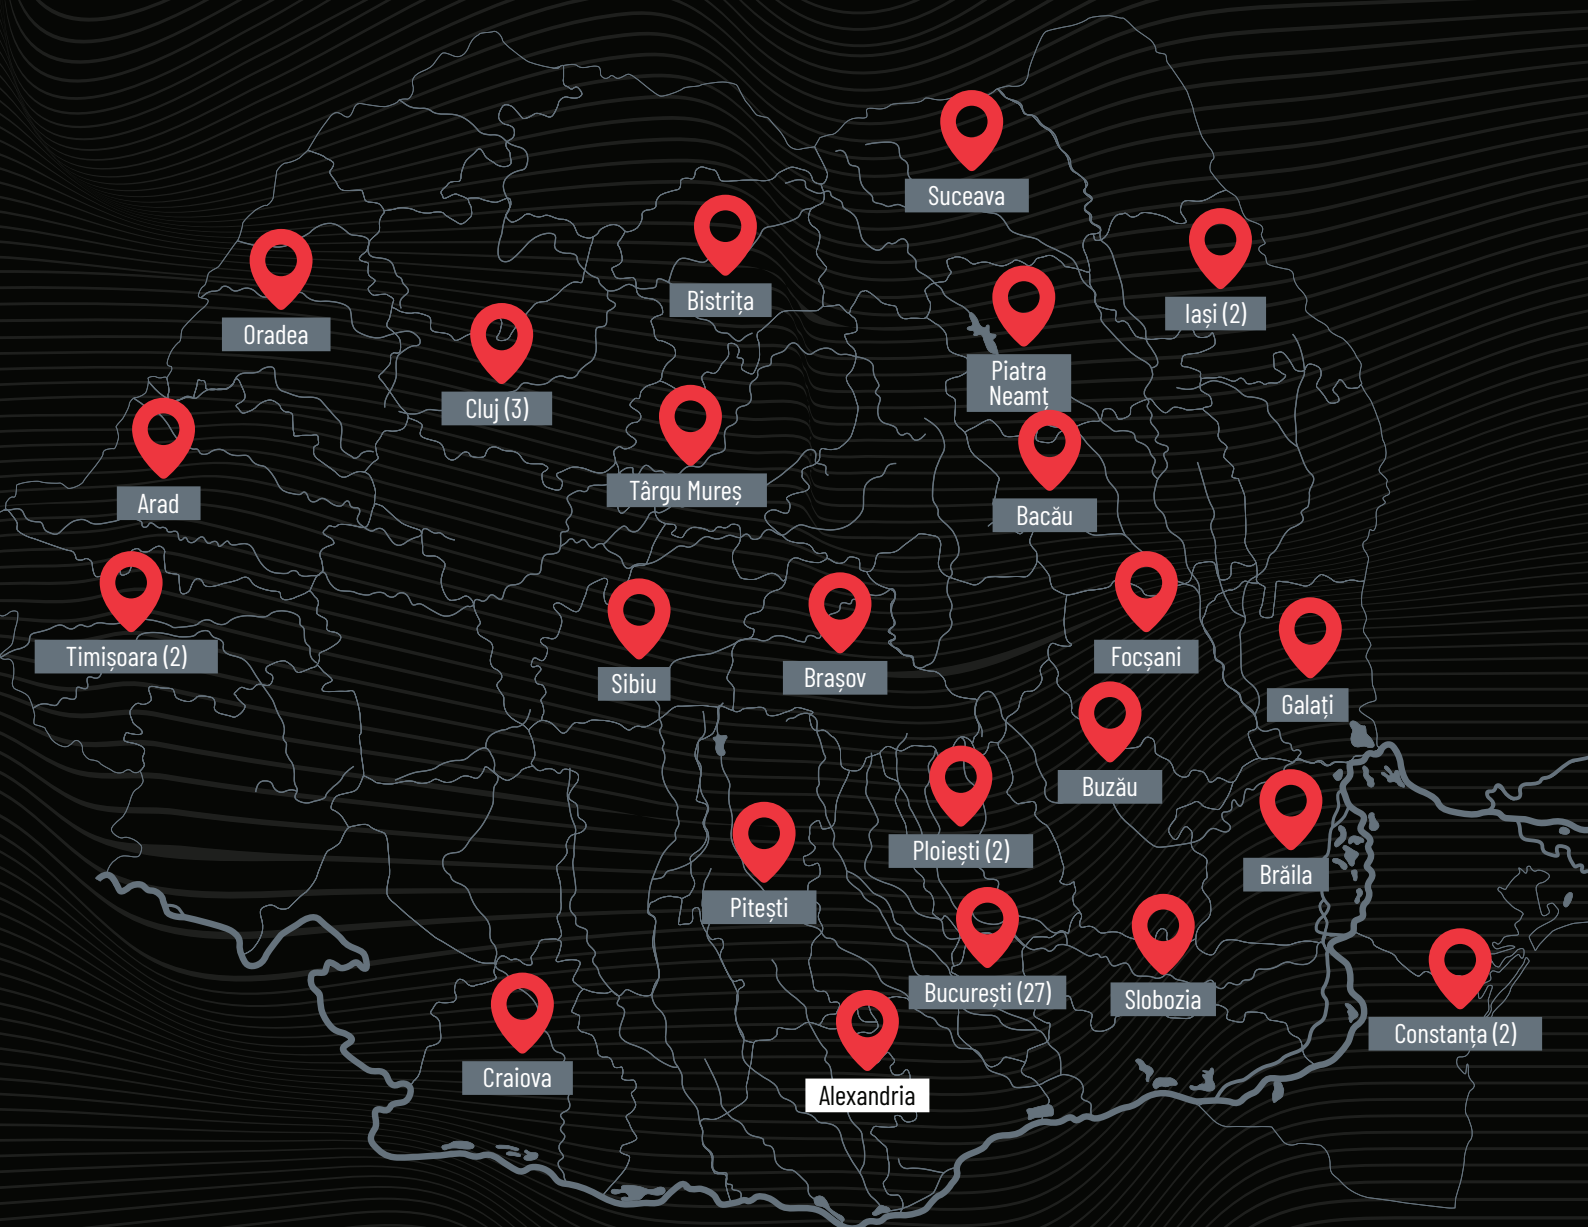 Suceava
Bistrița
Iași (2)
Oradea
Piatra
Neamț
Cluj (3)
Târgu Mureș
Arad
Bacău
Timișoara (2)
Focșani
Brașov
Sibiu
Galați
Buzău
Ploiești (2)
Brăila
Pitești
București (27)
Slobozia
Constanța (2)
Craiova
Alexandria